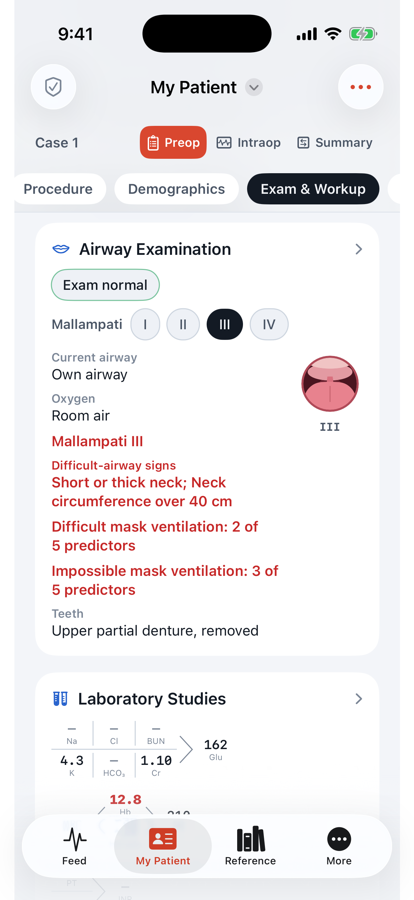 9:41
My Patient
Case 1
Preop
Intraop
Summary
Procedure
Demographics
Exam & Workup
Airway Examination
Exam normal
Mallampati
I
II
III
IV
Current airway
Own airway
Oxygen
Room air
III
Mallampati III
Difficult-airway signs
Short or thick neck; Neck
circumference over 40 cm
Difficult mask ventilation: 2 of
5 predictors
Impossible mask ventilation: 3 of
5 predictors
Teeth
Upper partial denture, removed
Laboratory Studies
– – –
Na Cl BUN
162
Glu
4.3 – 1.10
K HCO₃ Cr
12.8
Hb
Feed
My Patient
Reference
More